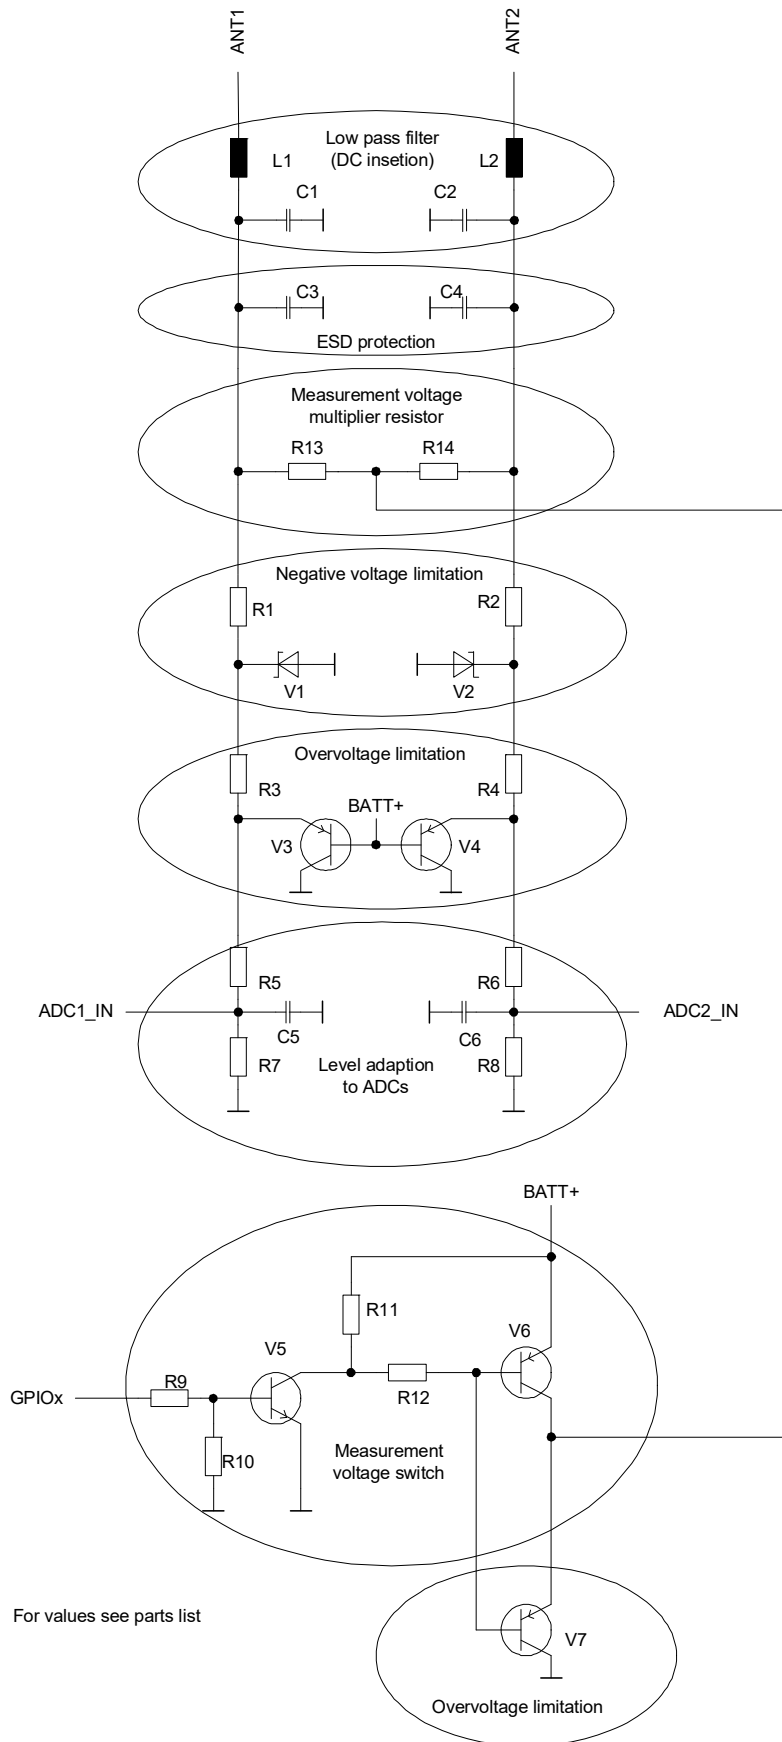 ANT1
ANT2
Low pass filter
(DC insetion)
L1
L2
C1
C2
C3
C4
ESD protection
Measurement voltage
multiplier resistor
R13
R14
Negative voltage limitation
R1
R2
V1
V2
Overvoltage limitation
R3
R4
BATT+
V3
V4
R5
R6
ADC1_IN
ADC2_IN
C5
C6
R7
R8
Level adaption
to ADCs
BATT+
R11
V6
V5
GPIOx
R9
R12
R10
Measurement
voltage switch
For values see parts list
V7
Overvoltage limitation